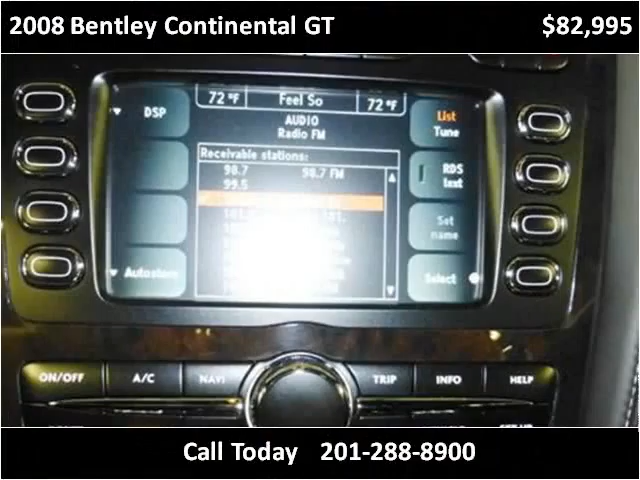 2008 Bentley Continental GT $82,995
72 °F Feel So 72 °F
DSP AUDIO List
Radio FM Tune
Receivable stations:
98.7 98.7 FM RDS
99.5 text
Set
name
Autostore Select
ON/OFF A/C NAVI TRIP INFO HELP
Call Today 201-288-8900